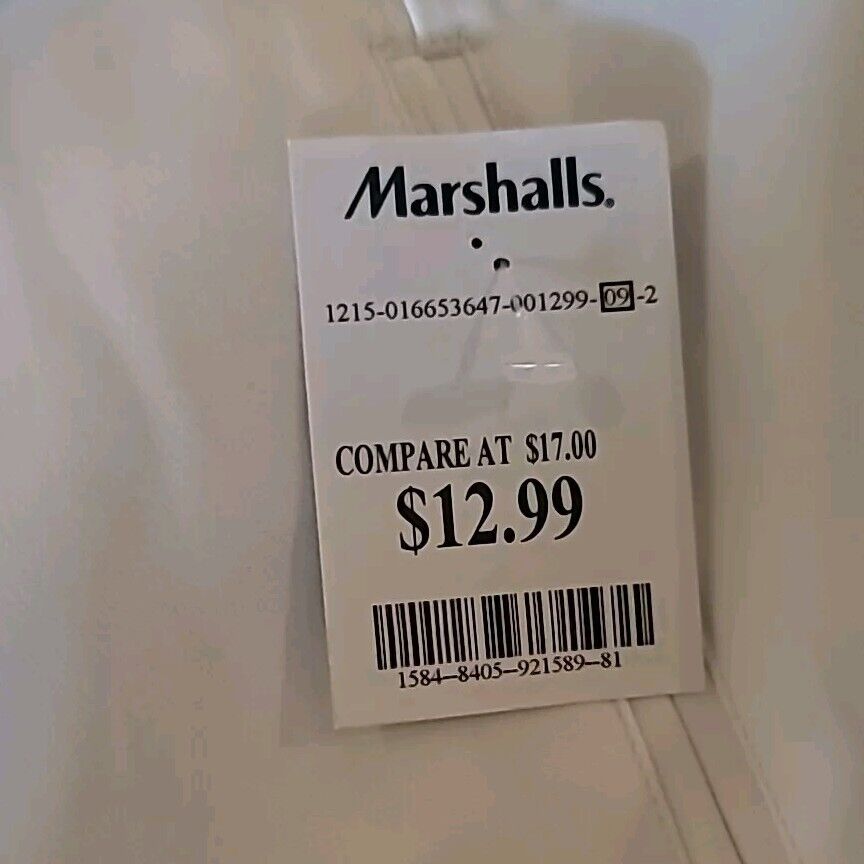 Marshalls.
1215-016653647-001299-09-2
COMPARE AT $17.00
$12.99
1584-8405-921589-81